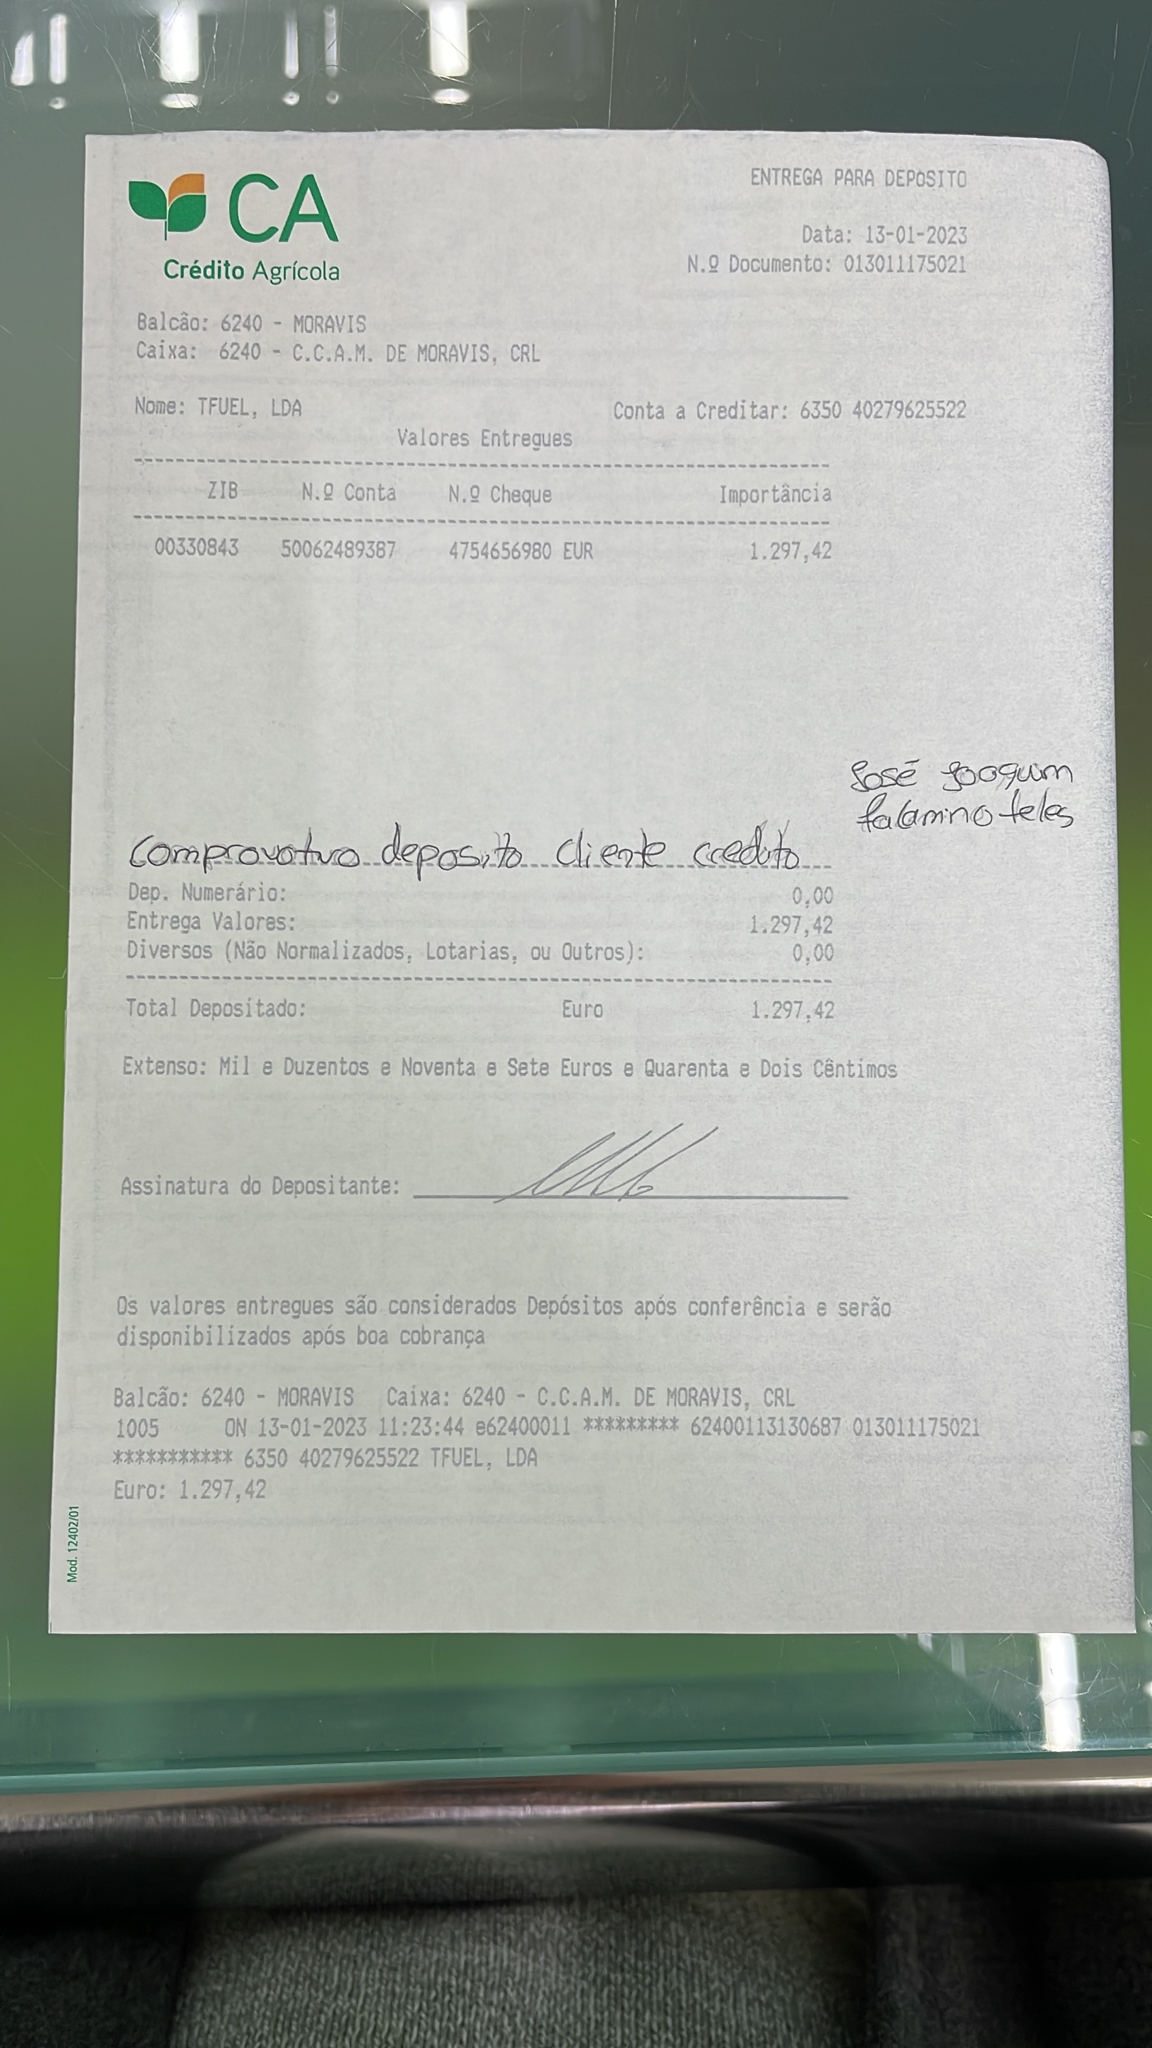 CA
Crédito Agrícola
ENTREGA PARA DEPOSITO
Data: 13-01-2023
N.º Documento: 013011175021
Balcão: 6240 - MORAVIS
Caixa: 6240 - C.C.A.M. DE MORAVIS, CRL
Nome: TFUEL, LDA Conta a Creditar: 6350 40279625522
Valores Entregues
ZIB N.º Conta N.º Cheque Importância
00330843 50062489387 4754656980 EUR 1.297,42
José Joaquim
teles
Comprovativo deposito cliente credito
Dep. Numerário: 0,00
Entrega Valores: 1.297,42
Diversos (Não Normalizados, Lotarias, ou Outros): 0,00
Total Depositado: Euro 1.297,42
Extenso: Mil e Duzentos e Noventa e Sete Euros e Quarenta e Dois Cêntimos
Assinatura do Depositante:
Os valores entregues são considerados Depósitos após conferência e serão
disponibilizados após boa cobrança
Balcão: 6240 - MORAVIS Caixa: 6240 - C.C.A.M. DE MORAVIS, CRL
1005 ON 13-01-2023 11:23:44 e62400011 ********* 62400113130687 013011175021
*********** 6350 40279625522 TFUEL, LDA
Euro: 1.297,42
Mod. 12402/01